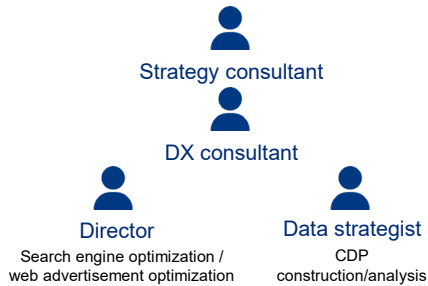 Strategy consultant
DX consultant
Director
Search engine optimization /
web advertisement optimization
Data strategist
CDP
construction/analysis